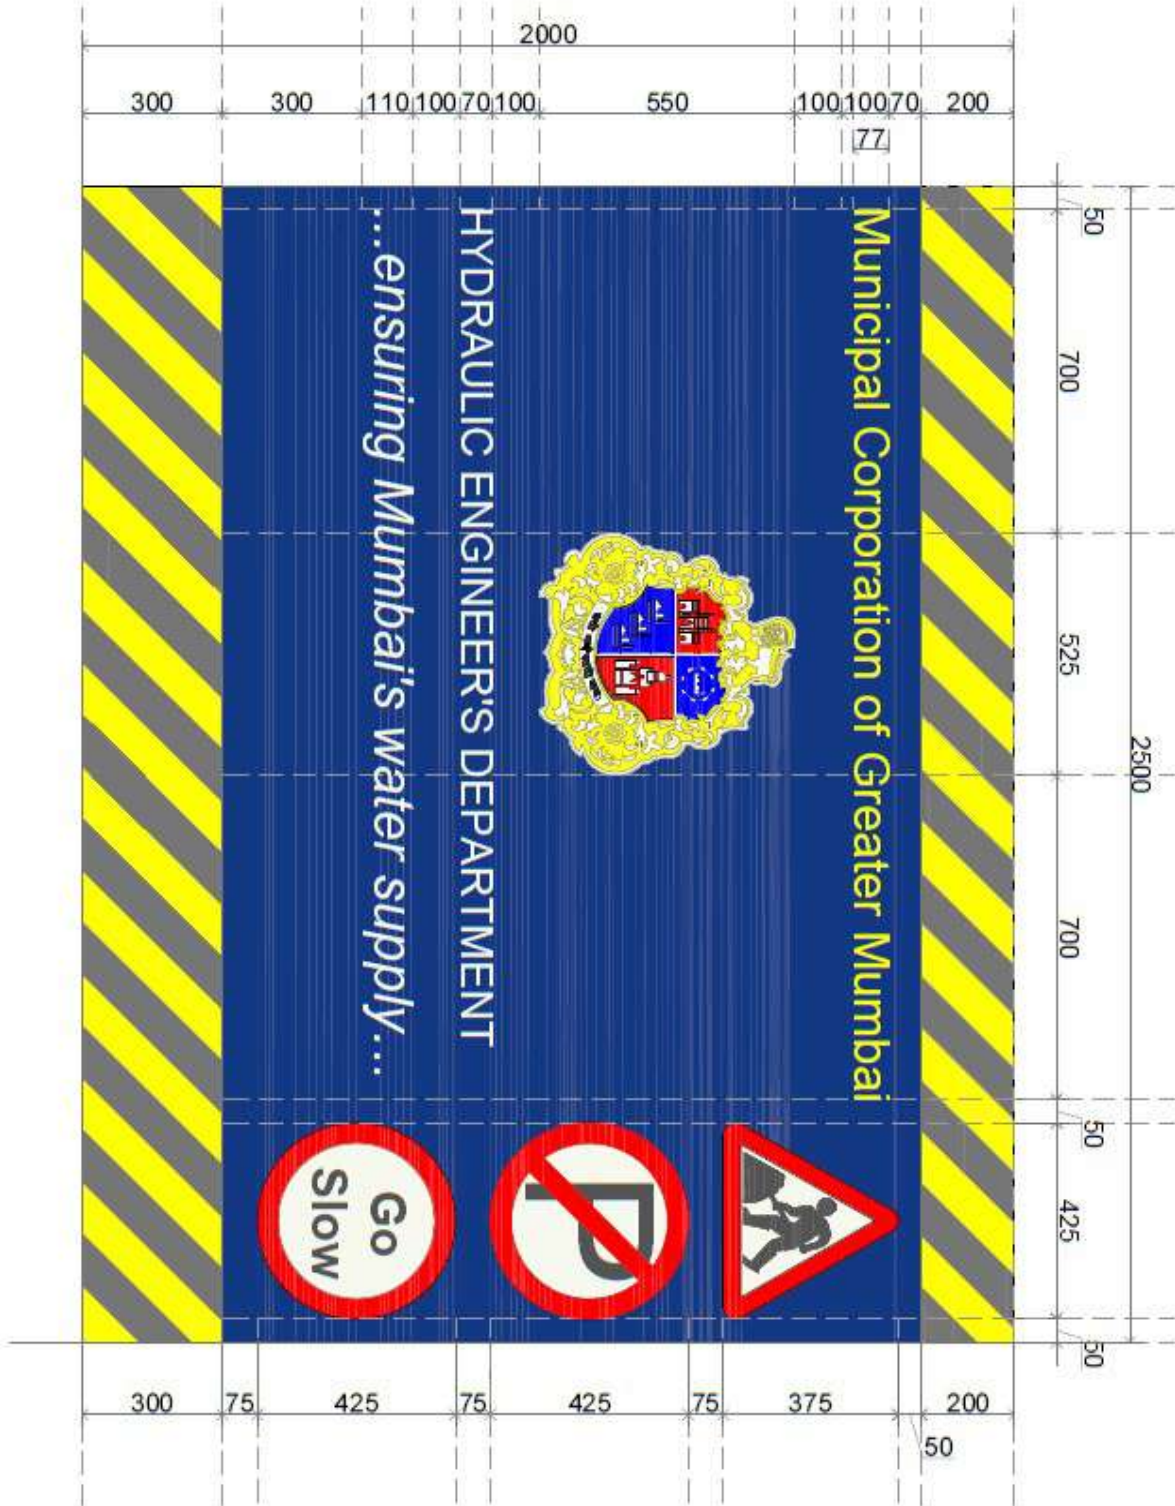 2000
300 300 110 100 70 100 550 100 100 70 200
77
2500
50 700 525 700 50 425 50
Municipal Corporation of Greater Mumbai
HYDRAULIC ENGINEER'S DEPARTMENT
...ensuring Mumbai's water supply...
P
Go
Slow
300 75 425 75 425 75 375 200
50